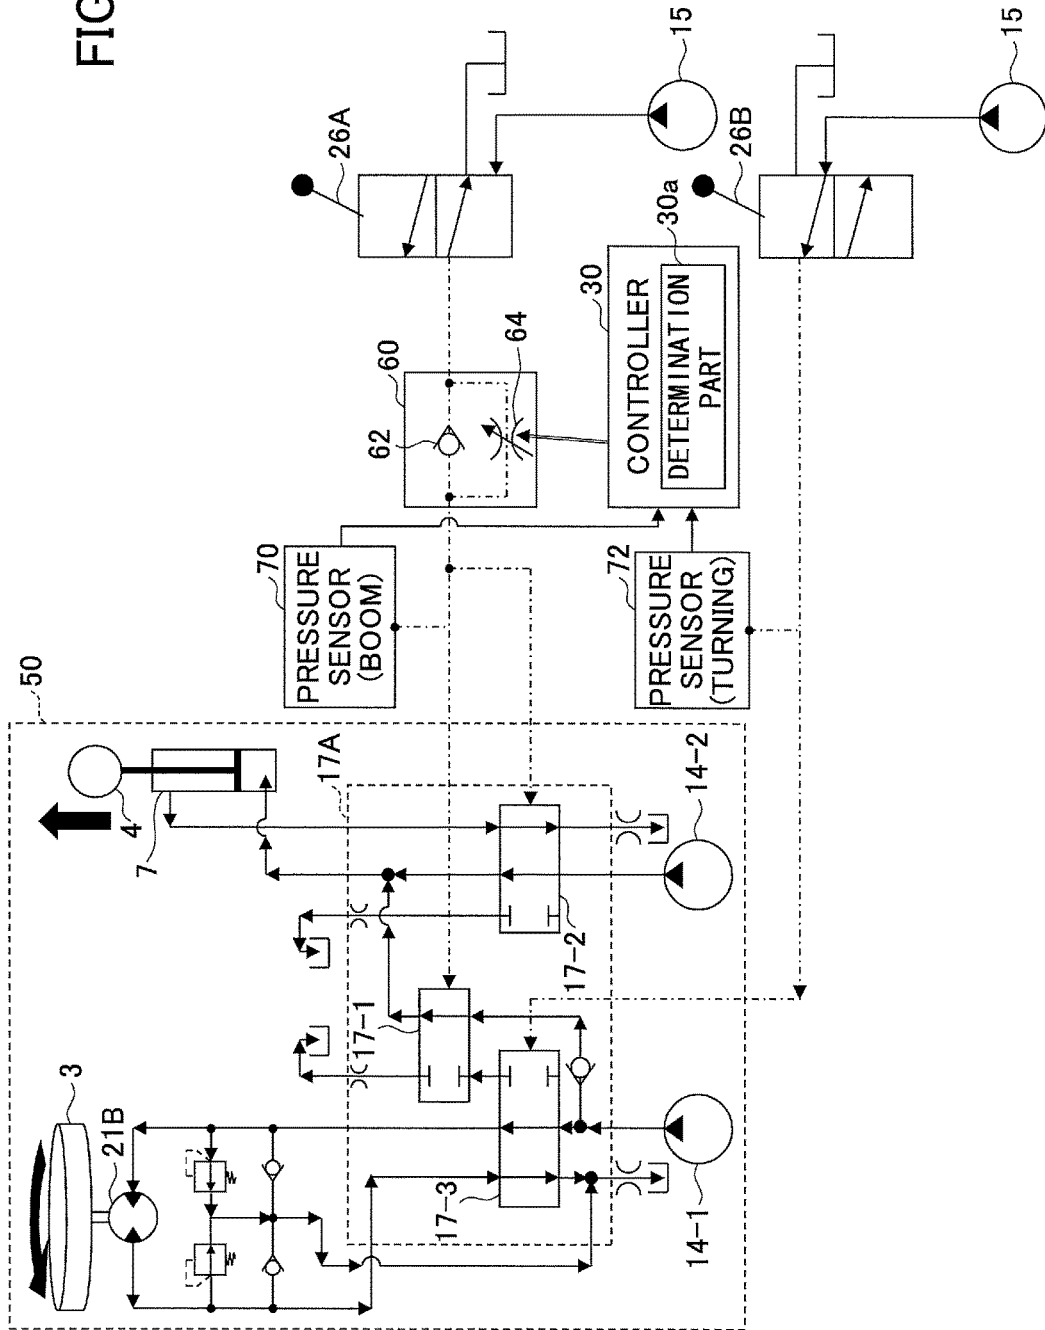 FIG
50
3
21B
4
7
17A
17-1
17-2
17-3
14-1
14-2
70
PRESSURE
SENSOR
(BOOM)
72
PRESSURE
SENSOR
(TURNING)
60
62
64
30
CONTROLLER
30a
DETERMINATION
PART
26A
15
26B
15